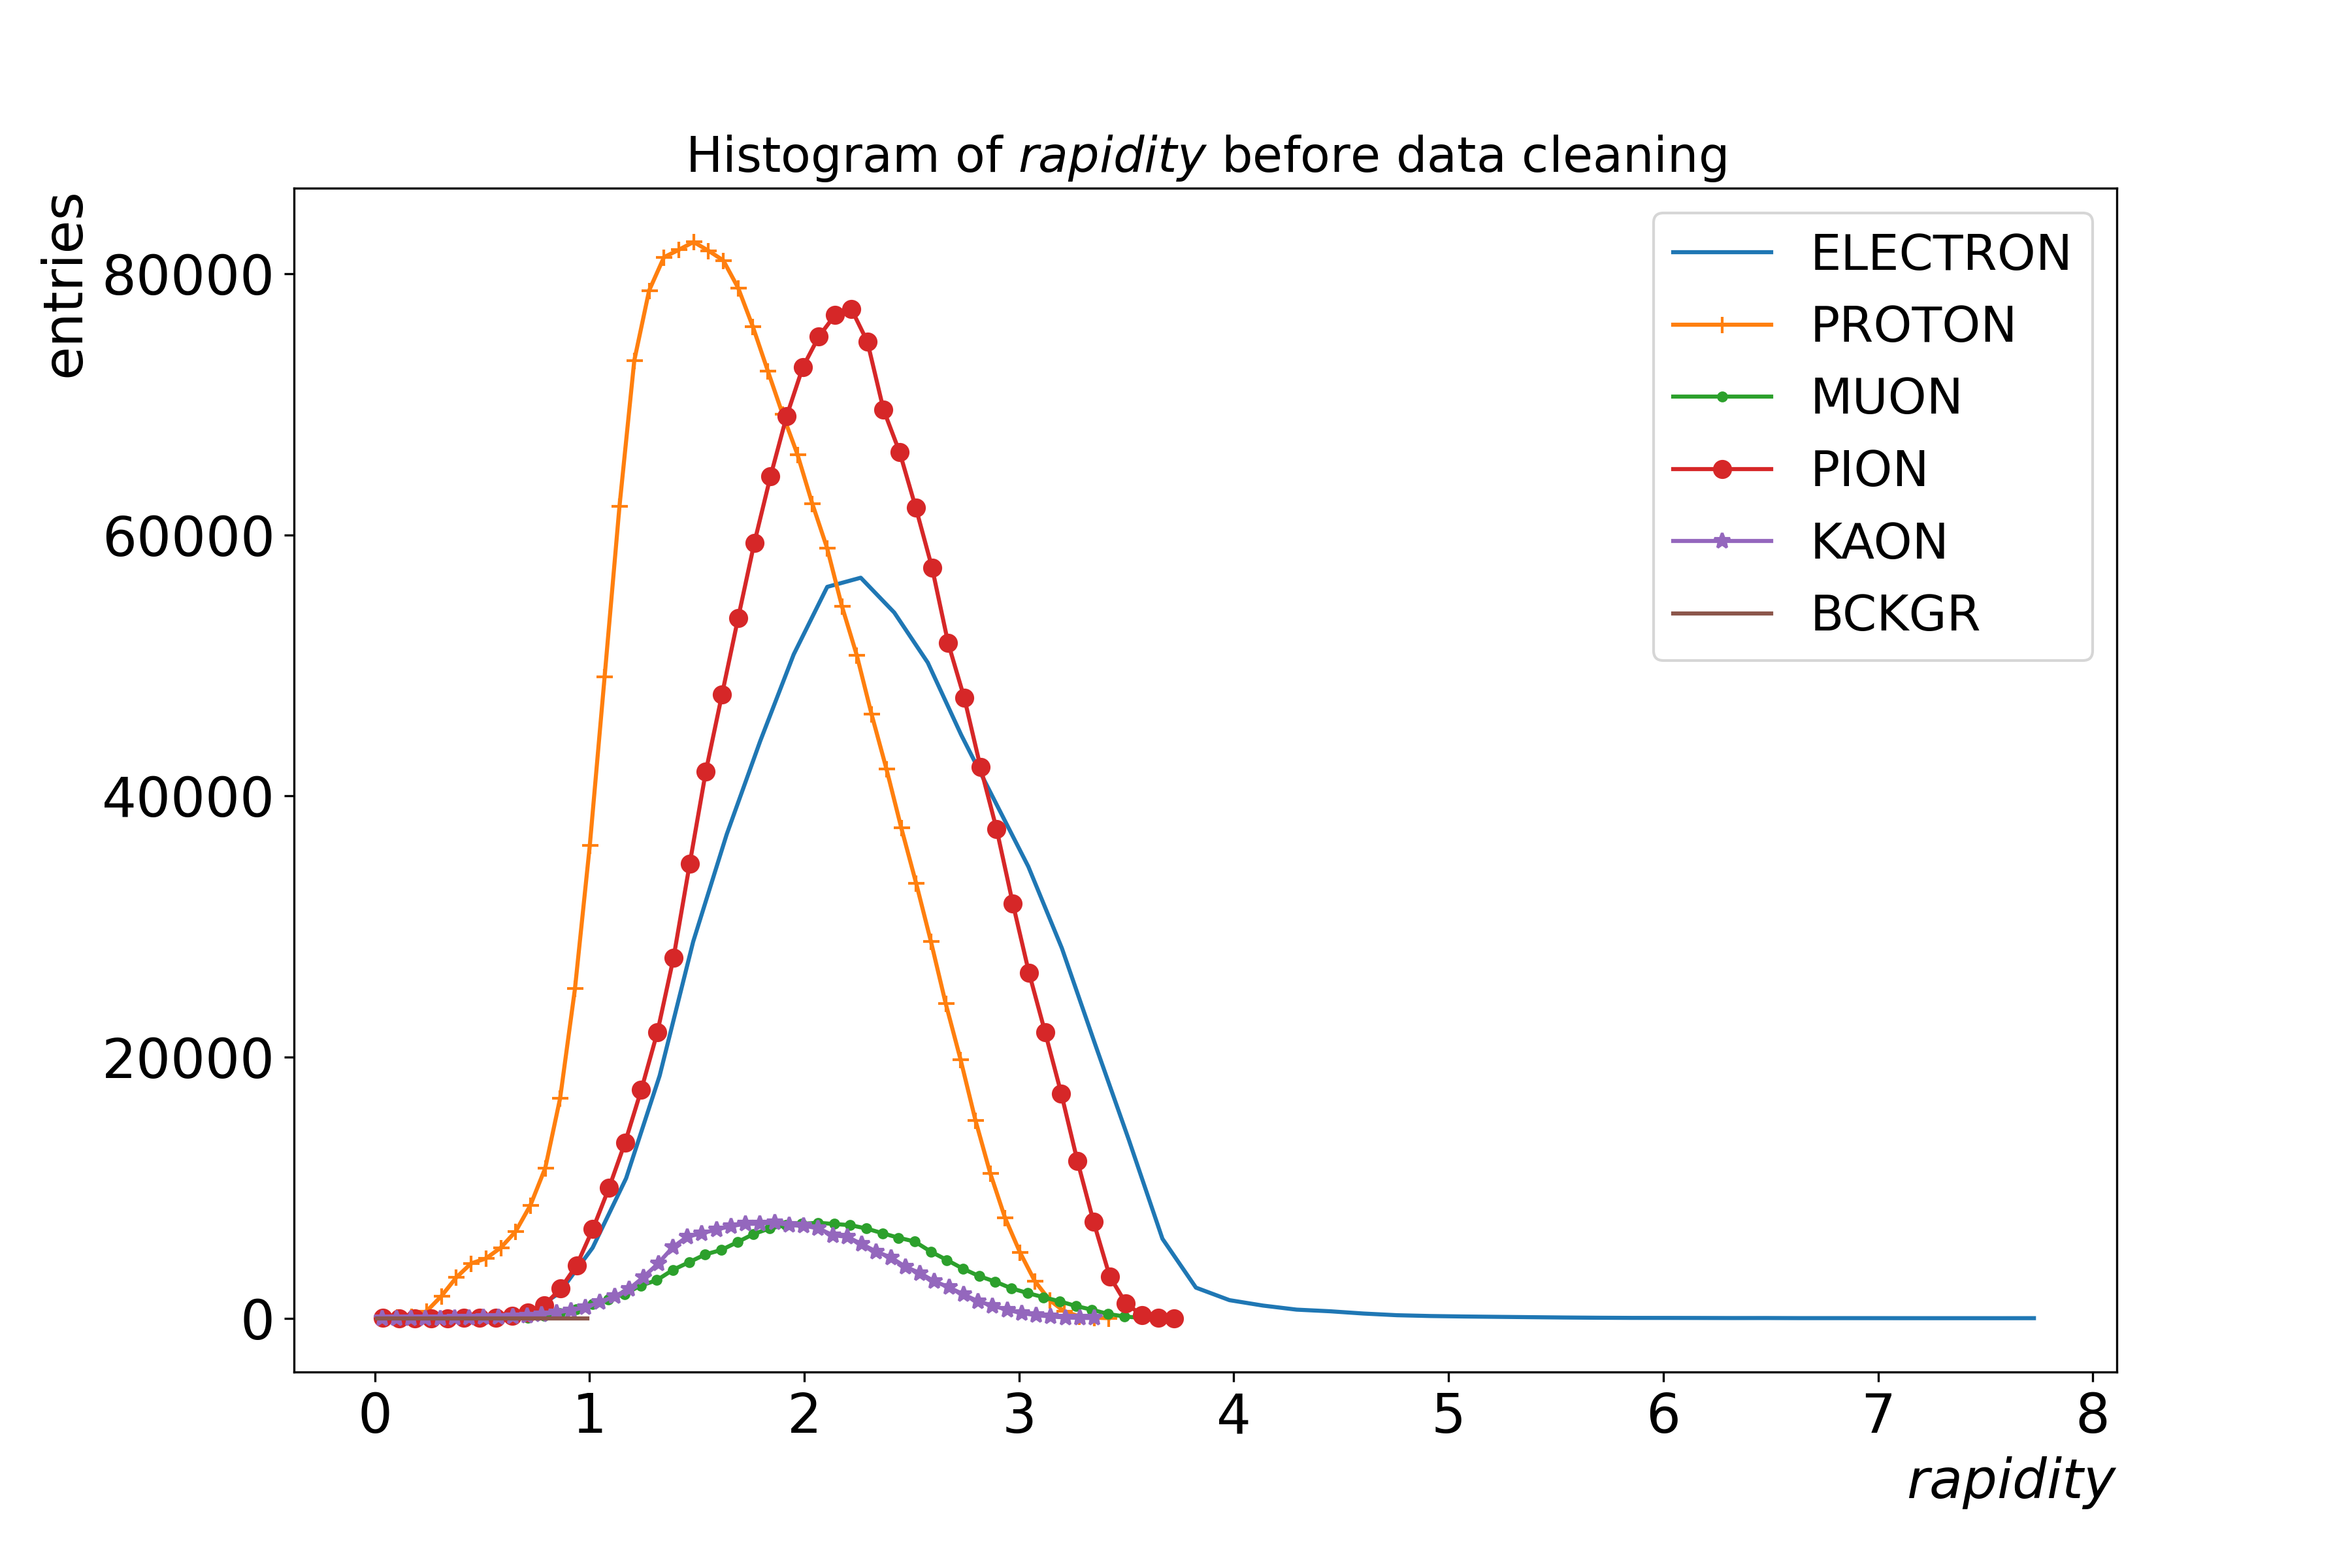 Histogram of rapidity before data cleaning
entries
80000
60000
40000
20000
0
ELECTRON
PROTON
MUON
PION
KAON
BCKGR
0 1 2 3 4 5 6 7 8
rapidity